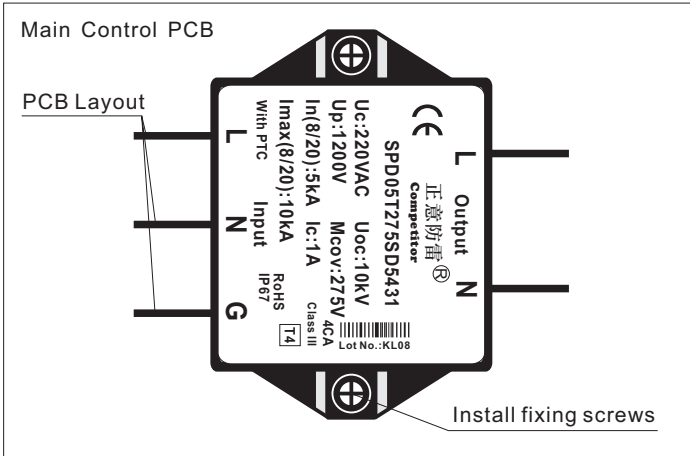 Main Control PCB
PCB Layout
Install fixing screws
CE
正意防雷®
Competitor
SPD05T275SD5431
Uc:220VAC Uoc:10kV
Up:1200V Mcov:275V
In(8/20):5kA Ic:1A
Imax(8/20):10kA
With PTC
L N G
Input
L N
Output
RoHS
IP67
4CA
Class III
T4
Lot No.:KL08